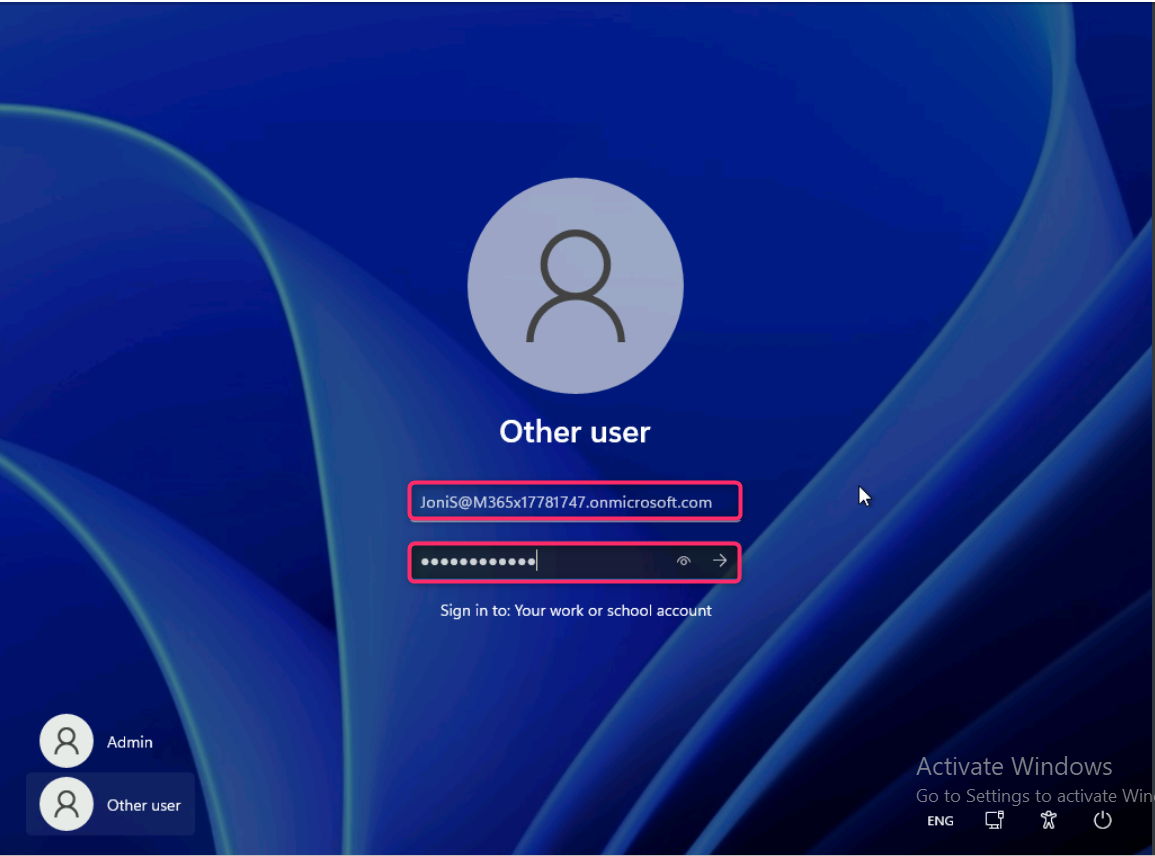 Other user
JoniS@M365x17781747.onmicrosoft.com
Sign in to: Your work or school account
Admin
Other user
Activate Windows
Go to Settings to activate Win
ENG